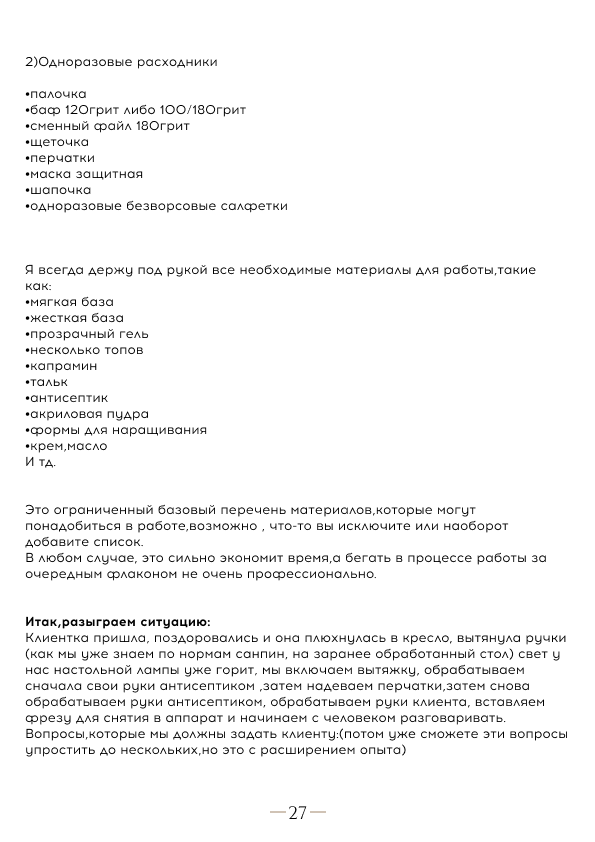 2)Одноразовые расходники
•палочка
•баф 120грит либо 100/180грит
•сменный файл 180грит
•щеточка
•перчатки
•маска защитная
•шапочка
•одноразовые безворсовые салфетки
Я всегда держу под рукой все необходимые материалы для работы,такие
как:
•мягкая база
•жесткая база
•прозрачный гель
•несколько топов
•капрамин
•тальк
•антисептик
•акриловая пудра
•формы для наращивания
•крем,масло
И тд.
Это ограниченный базовый перечень материалов,которые могут
понадобиться в работе,возможно , что-то вы исключите или наоборот
добавите список.
В любом случае, это сильно экономит время,а бегать в процессе работы за
очередным флаконом не очень профессионально.
Итак,разыграем ситуацию:
Клиентка пришла, поздоровались и она плюхнулась в кресло, вытянула ручки
(как мы уже знаем по нормам санпин, на заранее обработанный стол) свет у
нас настольной лампы уже горит, мы включаем вытяжку, обрабатываем
сначала свои руки антисептиком ,затем надеваем перчатки,затем снова
обрабатываем руки антисептиком, обрабатываем руки клиента, вставляем
фрезу для снятия в аппарат и начинаем с человеком разговаривать.
Вопросы,которые мы должны задать клиенту:(потом уже сможете эти вопросы
упростить до нескольких,но это с расширением опыта)
27